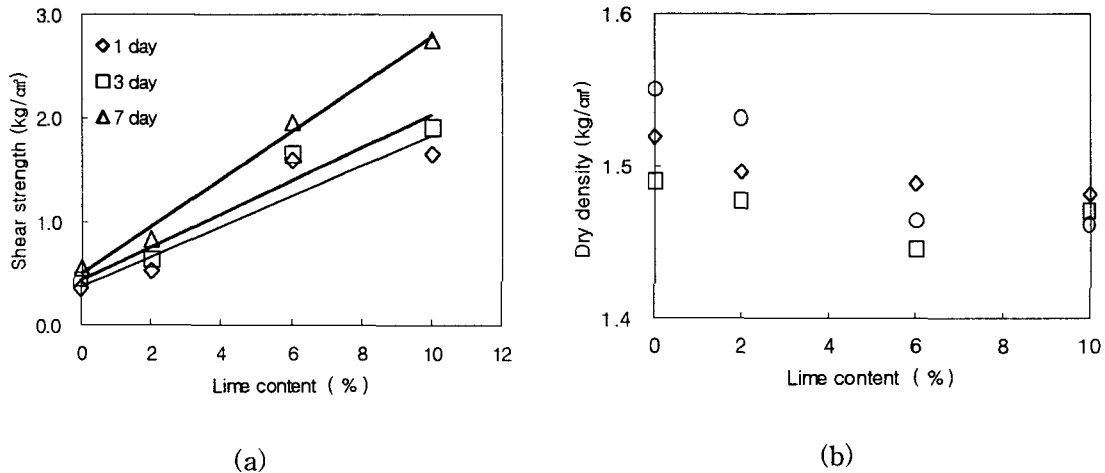 3.0
2.0
1.0
0.0
Shear strength (kg/㎠)
1 day
3 day
7 day
0 2 4 6 8 10 12
Lime content ( %)
(a)
1.6
1.5
1.4
Dry density (kg/㎠)
0 2 4 6 8 10
Lime content ( %)
(b)